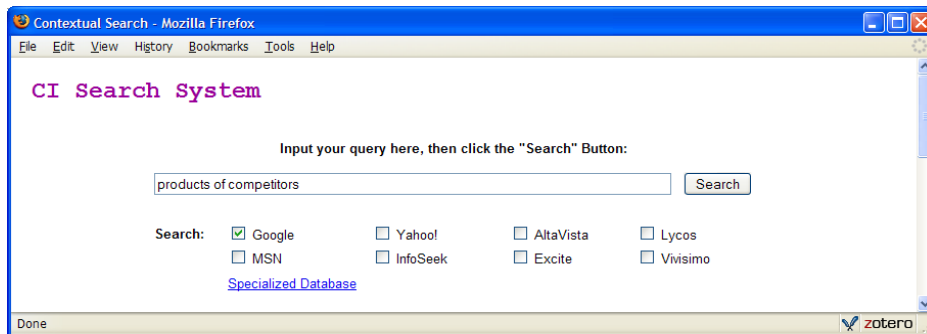 Contextual Search - Mozilla Firefox
File Edit View History Bookmarks Tools Help
CI Search System
Input your query here, then click the "Search" Button:
products of competitors Search
Search: Google Yahoo! AltaVista Lycos
MSN InfoSeek Excite Vivisimo
Specialized Database
Done zotero